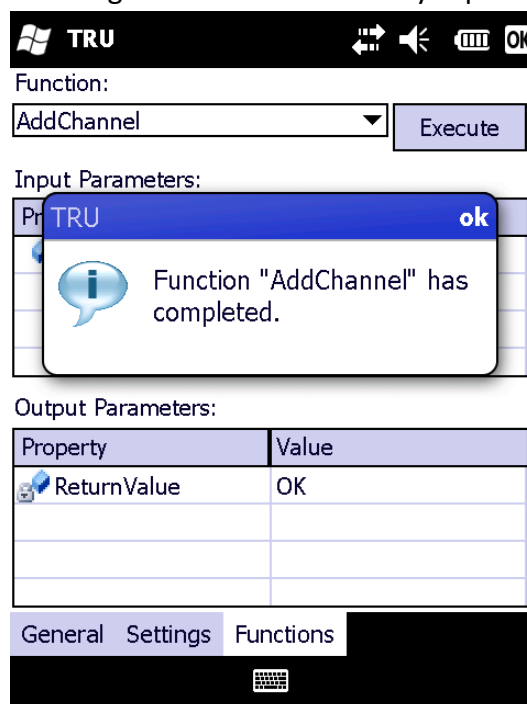 TRU
OK
Function:
AddChannel
Execute
Input Parameters:
Pr
TRU
ok
Function "AddChannel" has
completed.
Output Parameters:
Property Value
ReturnValue OK
General Settings Functions